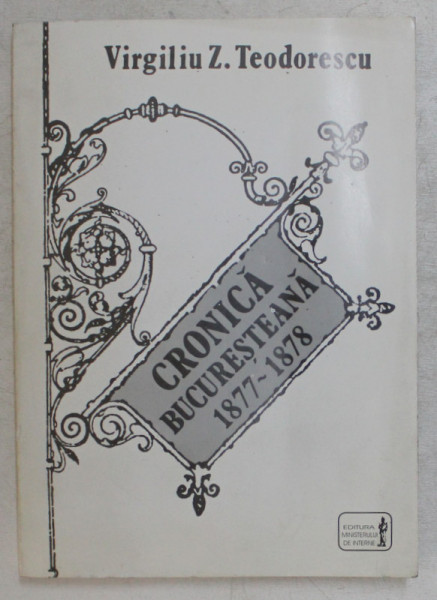 Virgiliu Z. Teodorescu
CRONICĂ
BUCUREȘTEANĂ
1877~1878
EDITURA
MINISTERULUI
DE INTERNE